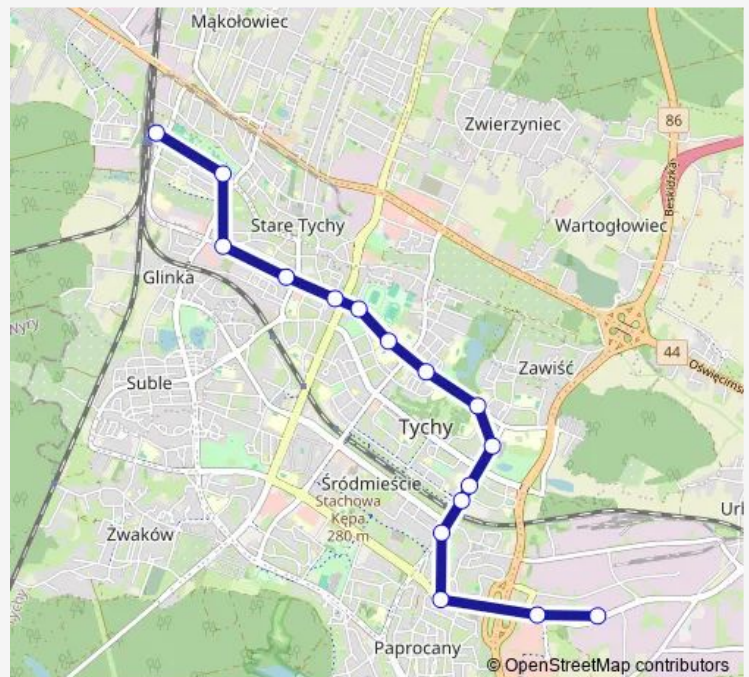 Mąkołowiec
Zwierzyniec
86
Beskidzka
Stare Tychy
Wartogłowiec
Glinka
Nyry
44
Oświęcims
Suble
Zawiść
Tychy
Śródmieście
Stachowa
Kępa
280 m
Żwaków
Paprocany
© OpenStreetMap contributors